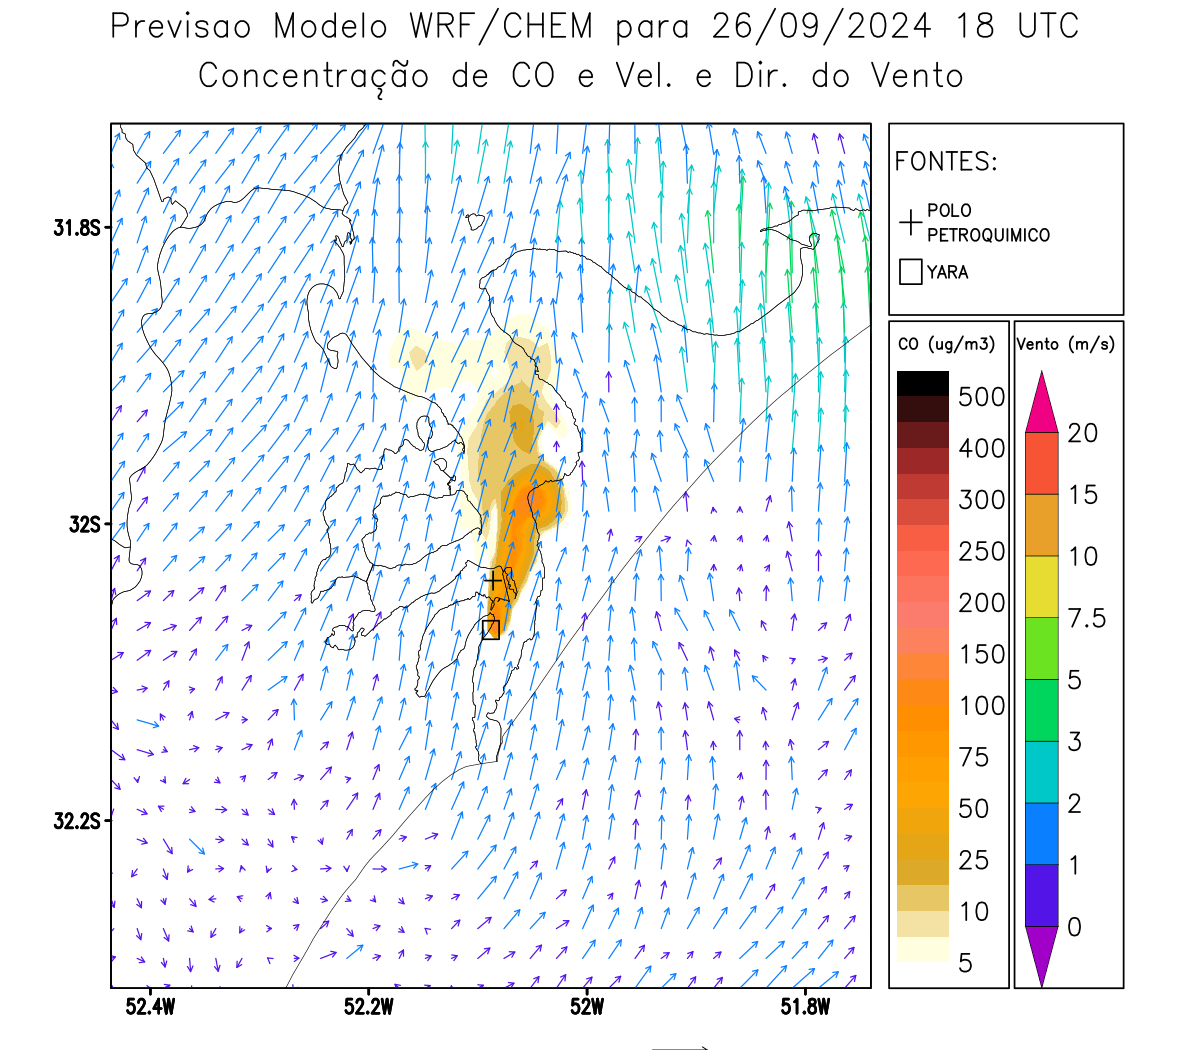 Previsao Modelo WRF/CHEM para 26/09/2024 18 UTC
Concentração de CO e Vel. e Dir. do Vento
FONTES:
POLO
PETROQUIMICO
YARA
CO (ug/m3)
500
400
300
250
200
150
100
75
50
25
10
5
Vento (m/s)
20
15
10
7.5
5
3
2
1
0
31.8S
32S
32.2S
52.4W
52.2W
52W
51.8W